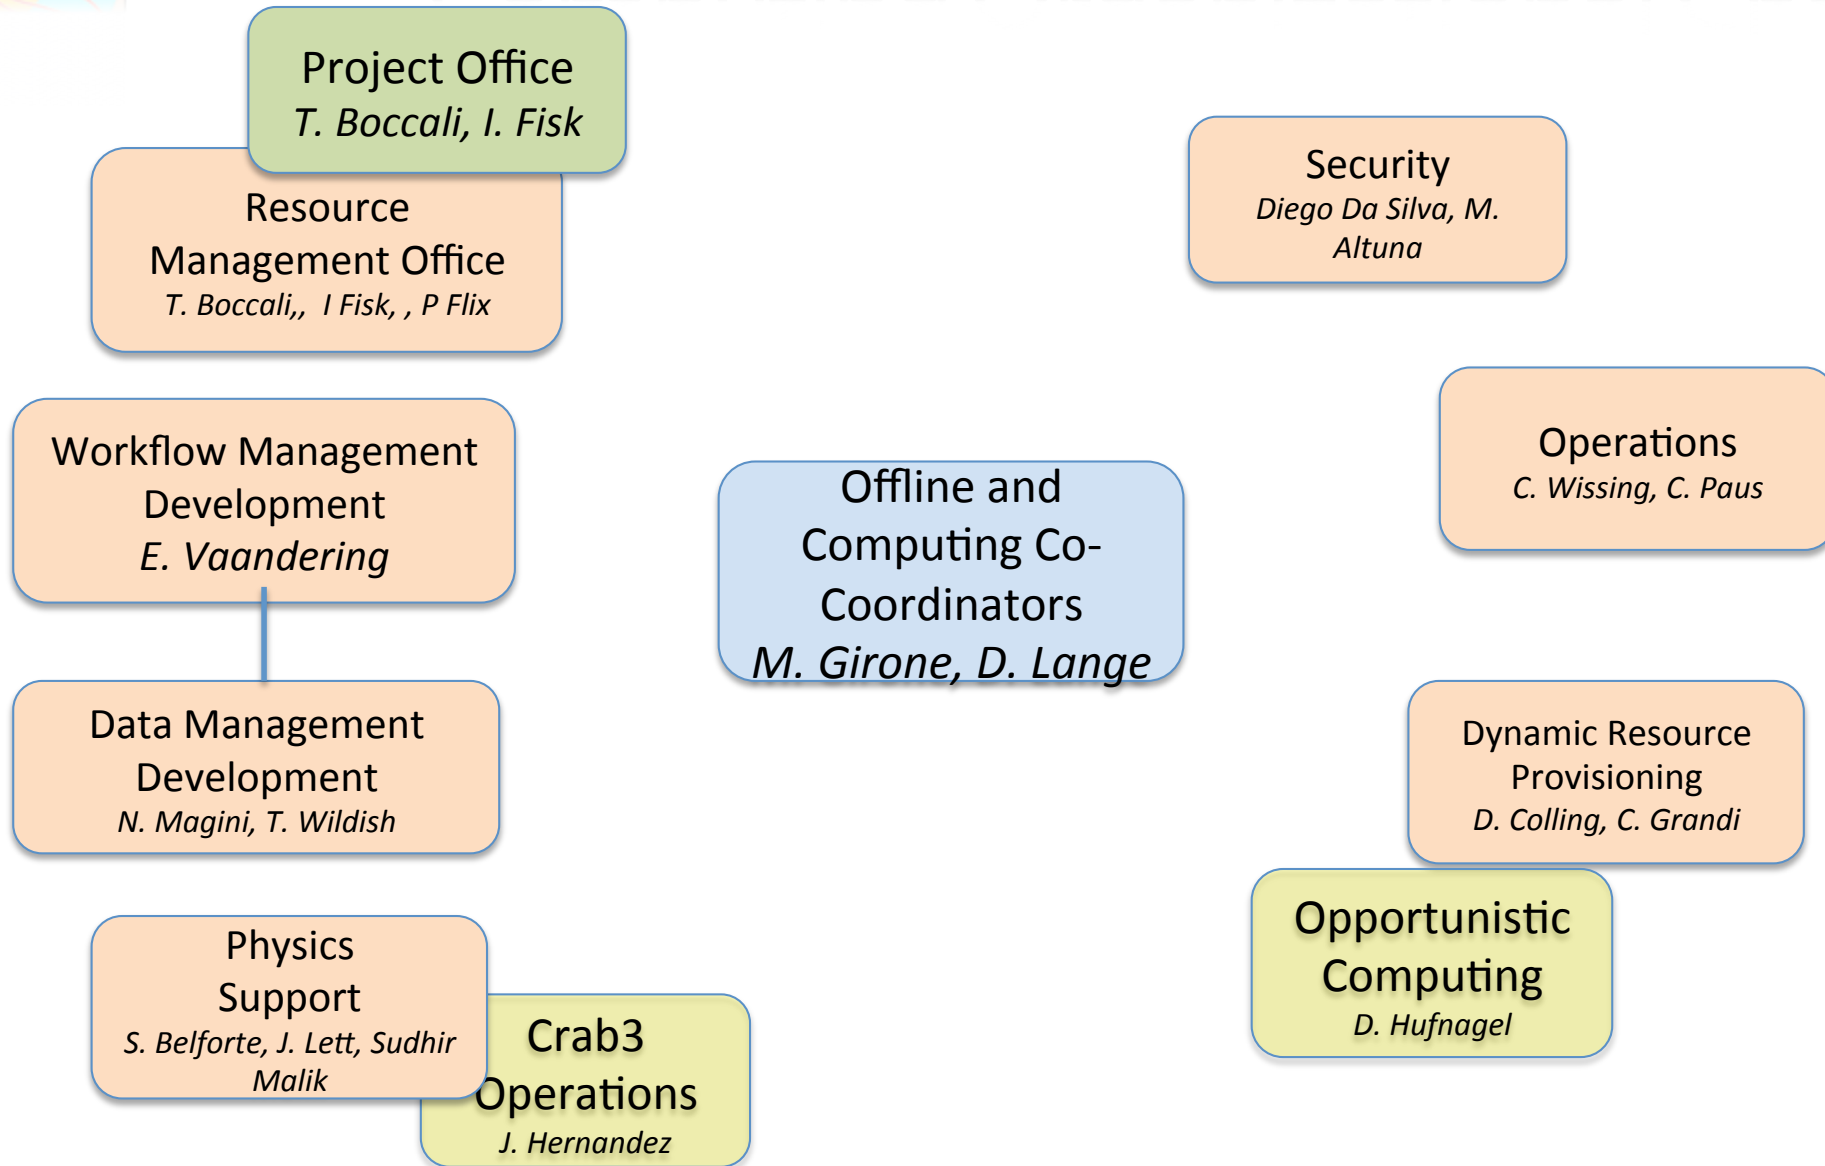 Project Office
T. Boccali, I. Fisk
Resource
Management Office
T. Boccali,, I Fisk, , P Flix
Workflow Management
Development
E. Vaandering
Data Management
Development
N. Magini, T. Wildish
Physics
Support
S. Belforte, J. Lett, Sudhir
Malik
Crab3
Operations
J. Hernandez
Offline and
Computing Co-
Coordinators
M. Girone, D. Lange
Security
Diego Da Silva, M.
Altuna
Operations
C. Wissing, C. Paus
Dynamic Resource
Provisioning
D. Colling, C. Grandi
Opportunistic
Computing
D. Hufnagel